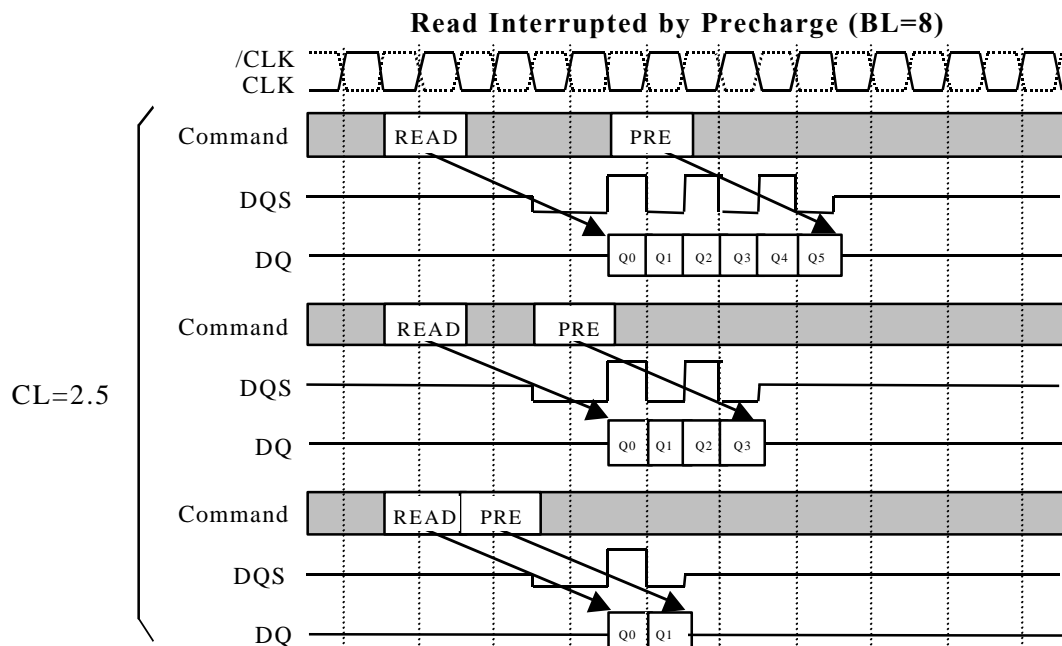 Read Interrupted by Precharge (BL=8)
/CLK
CLK
Command READ PRE
DQS
DQ Q0 Q1 Q2 Q3 Q4 Q5
CL=2.5
Command READ PRE
DQS
DQ Q0 Q1 Q2 Q3
Command READ PRE
DQS
DQ Q0 Q1